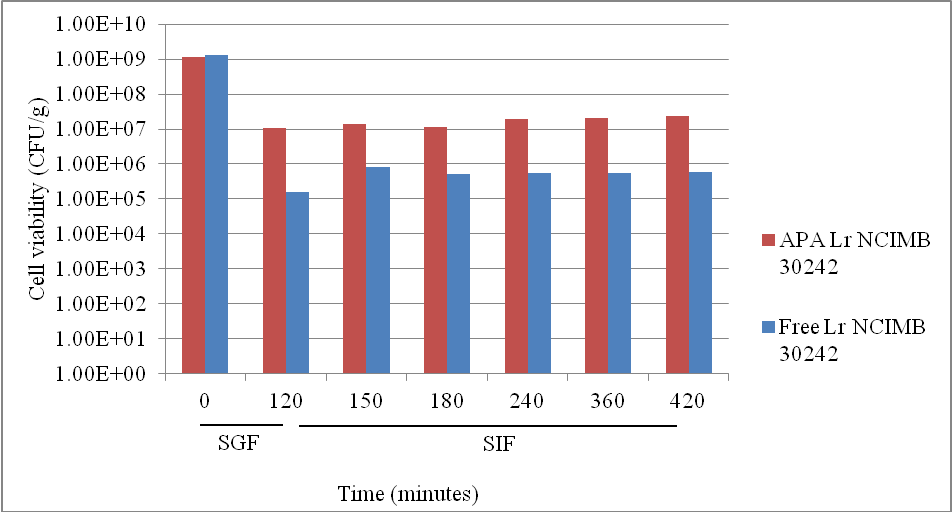 1.00E+10
1.00E+09
1.00E+08
1.00E+07
1.00E+06
1.00E+05
1.00E+04
1.00E+03
1.00E+02
1.00E+01
1.00E+00
Cell viability (CFU/g)
0 120 150 180 240 360 420
SGF SIF
Time (minutes)
APA Lr NCIMB
30242
Free Lr NCIMB
30242